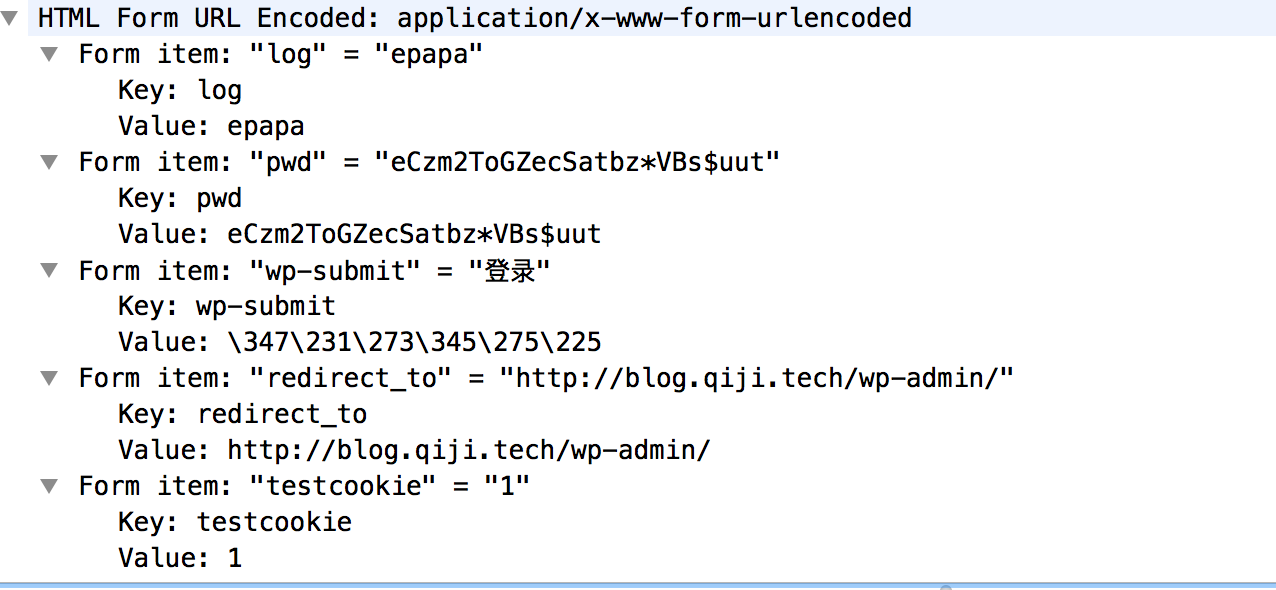 HTML Form URL Encoded: application/x-www-form-urlencoded
Form item: "log" = "epapa"
Key: log
Value: epapa
Form item: "pwd" = "eCzm2ToGZecSatbz*VBs$uut"
Key: pwd
Value: eCzm2ToGZecSatbz*VBs$uut
Form item: "wp-submit" = "登录"
Key: wp-submit
Value: \347\231\273\345\275\225
Form item: "redirect_to" = "http://blog.qiji.tech/wp-admin/"
Key: redirect_to
Value: http://blog.qiji.tech/wp-admin/
Form item: "testcookie" = "1"
Key: testcookie
Value: 1